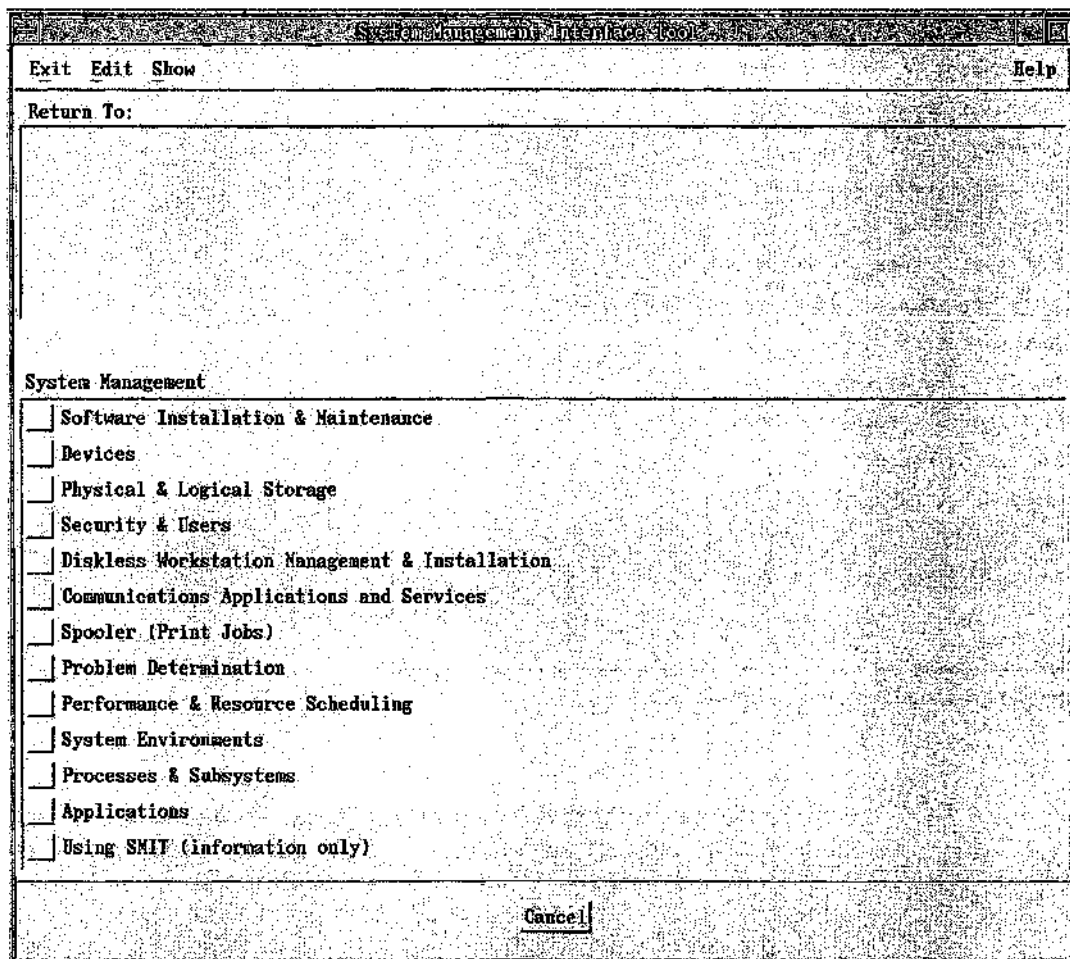 System Management Interface Tool
Exit Edit Show Help
Return To:
System Management
Software Installation & Maintenance
Devices
Physical & Logical Storage
Security & Users
Diskless Workstation Management & Installation
Communications Applications and Services
Spooler (Print Jobs)
Problem Determination
Performance & Resource Scheduling
System Environments
Processes & Subsystems
Applications
Using SMIT (information only)
Cancel